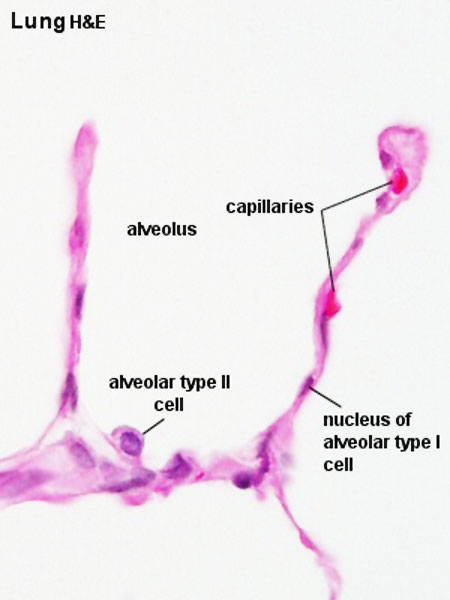 Lung H&E
capillaries
alveolus
alveolar type II
cell
nucleus of
alveolar type I
cell